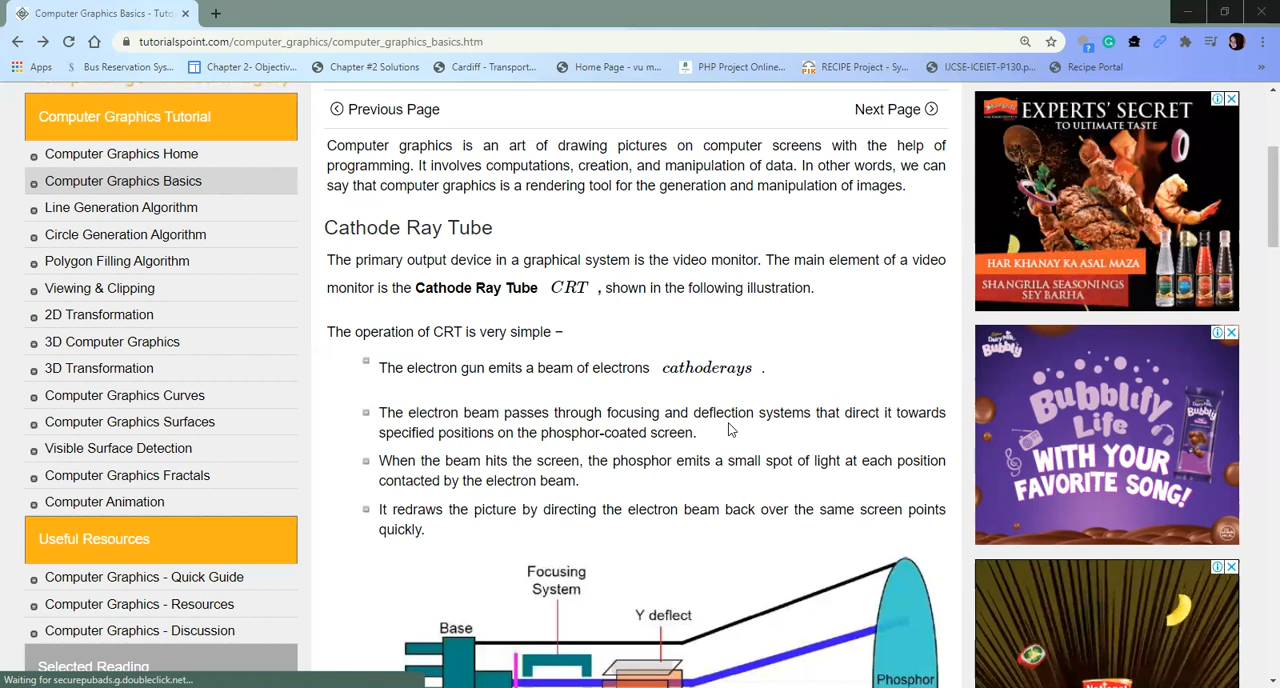 Computer Graphics Basics - Tuto
tutorialspoint.com/computer_graphics/computer_graphics_basics.htm
Apps
Bus Reservation Sys...
Chapter 2- Objectiv...
Chapter #2 Solutions
Cardiff - Transport...
Home Page - vu m...
PHP Project Online...
RECIPE Project - Sy...
IJCSE-ICEIET-P130.p...
Recipe Portal
»
Computer Graphics Tutorial
Computer Graphics Home
Computer Graphics Basics
Line Generation Algorithm
Circle Generation Algorithm
Polygon Filling Algorithm
Viewing & Clipping
2D Transformation
3D Computer Graphics
3D Transformation
Computer Graphics Curves
Computer Graphics Surfaces
Visible Surface Detection
Computer Graphics Fractals
Computer Animation
Useful Resources
Computer Graphics - Quick Guide
Computer Graphics - Resources
Computer Graphics - Discussion
Selected Reading
Waiting for securepubads.g.doubleclick.net...
Previous Page
Next Page
Computer graphics is an art of drawing pictures on computer screens with the help of
programming. It involves computations, creation, and manipulation of data. In other words, we can
say that computer graphics is a rendering tool for the generation and manipulation of images.
Cathode Ray Tube
The primary output device in a graphical system is the video monitor. The main element of a video
monitor is the Cathode Ray Tube CRT , shown in the following illustration.
The operation of CRT is very simple −
The electron gun emits a beam of electrons cathoderays .
The electron beam passes through focusing and deflection systems that direct it towards
specified positions on the phosphor-coated screen.
When the beam hits the screen, the phosphor emits a small spot of light at each position
contacted by the electron beam.
It redraws the picture by directing the electron beam back over the same screen points
quickly.
Focusing
System
Y deflect
Base
Phosphor
EXPERTS' SECRET
TO ULTIMATE TASTE
HAR KHANAY KA ASAL MAZA
SHANGRILA SEASONINGS
SEY BARHA
Dairy Milk
Bubbly
Bubblify
Life
WITH YOUR
FAVORITE SONG!
Bubbly